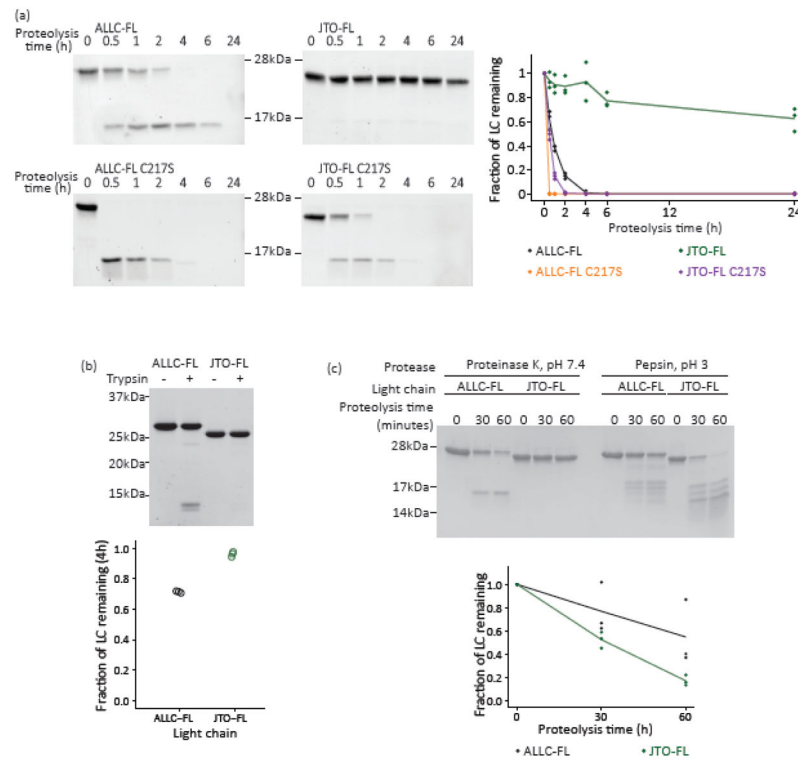 (a)
ALLC-FL
Proteolysis time (h) 0 0.5 1 2 4 6 24
JTO-FL
0 0.5 1 2 4 6 24
28kDa
17kDa
ALLC-FL C217S
Proteolysis time (h) 0 0.5 1 2 4 6 24
JTO-FL C217S
0 0.5 1 2 4 6 24
28kDa
17kDa
Fraction of LC remaining
1
0.8
0.6
0.4
0.2
0
0 2 4 6 12 24
Proteolysis time (h)
ALLC-FL JTO-FL
ALLC-FL C217S JTO-FL C217S
(b)
ALLC-FL JTO-FL
Trypsin - + - +
37kDa
25kDa
20kDa
15kDa
Fraction of LC remaining (4h)
1.0
0.8
0.6
0.4
0.2
0.0
ALLC-FL JTO-FL
Light chain
(c)
Protease Proteinase K, pH 7.4 Pepsin, pH 3
Light chain ALLC-FL JTO-FL ALLC-FL JTO-FL
Proteolysis time
(minutes) 0 30 60 0 30 60 0 30 60 0 30 60
28kDa
17kDa
14kDa
Fraction of LC remaining
1.0
0.8
0.6
0.4
0.2
0.0
0 30 60
Proteolysis time (h)
ALLC-FL JTO-FL